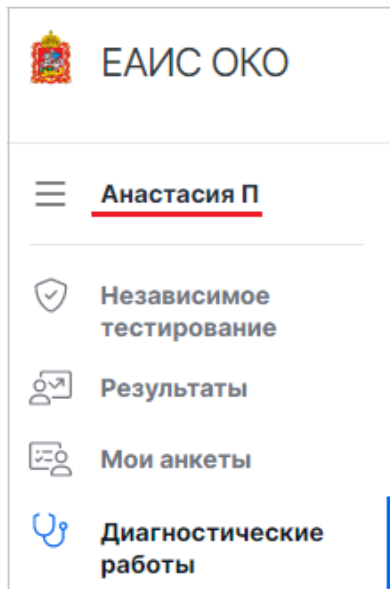 ЕАИС ОКО
Анастасия П
Независимое
тестирование
Результаты
Мои анкеты
Диагностические
работы